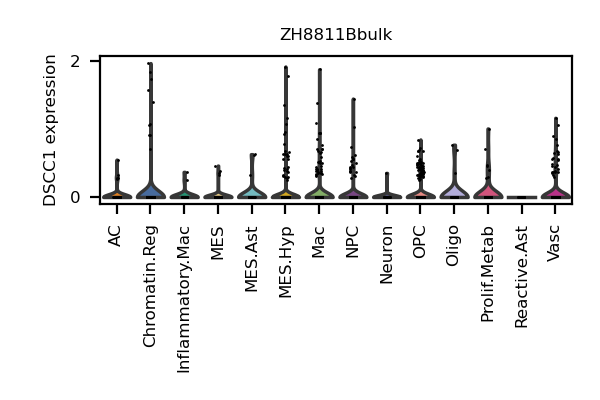 ZH8811Bbulk
DSCC1 expression
2
0
AC
Chromatin.Reg
Inflammatory.Mac
MES
MES.Ast
MES.Hyp
Mac
NPC
Neuron
OPC
Oligo
Prolif.Metab
Reactive.Ast
Vasc